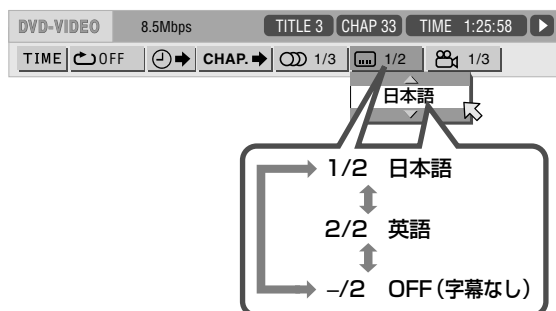 DVD-VIDEO 8.5Mbps TITLE 3 CHAP 33 TIME 1:25:58
TIME OFF CHAP. 1/3 1/2 1/3
日本語
1/2 日本語
2/2 英語
–/2 OFF(字幕なし)